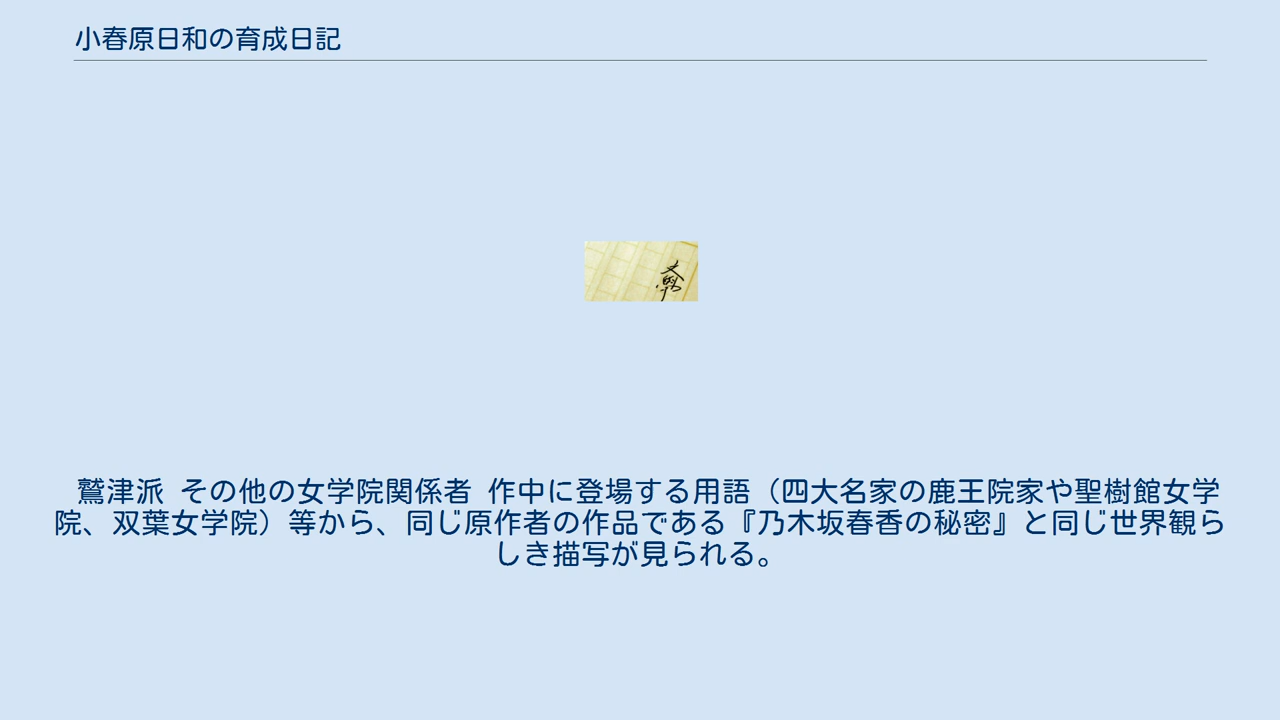 小春原日和の育成日記
鷲津派 その他の女学院関係者 作中に登場する用語（四大名家の鹿王院家や聖樹館女学
院、双葉女学院）等から、同じ原作者の作品である『乃木坂春香の秘密』と同じ世界観ら
しき描写が見られる。